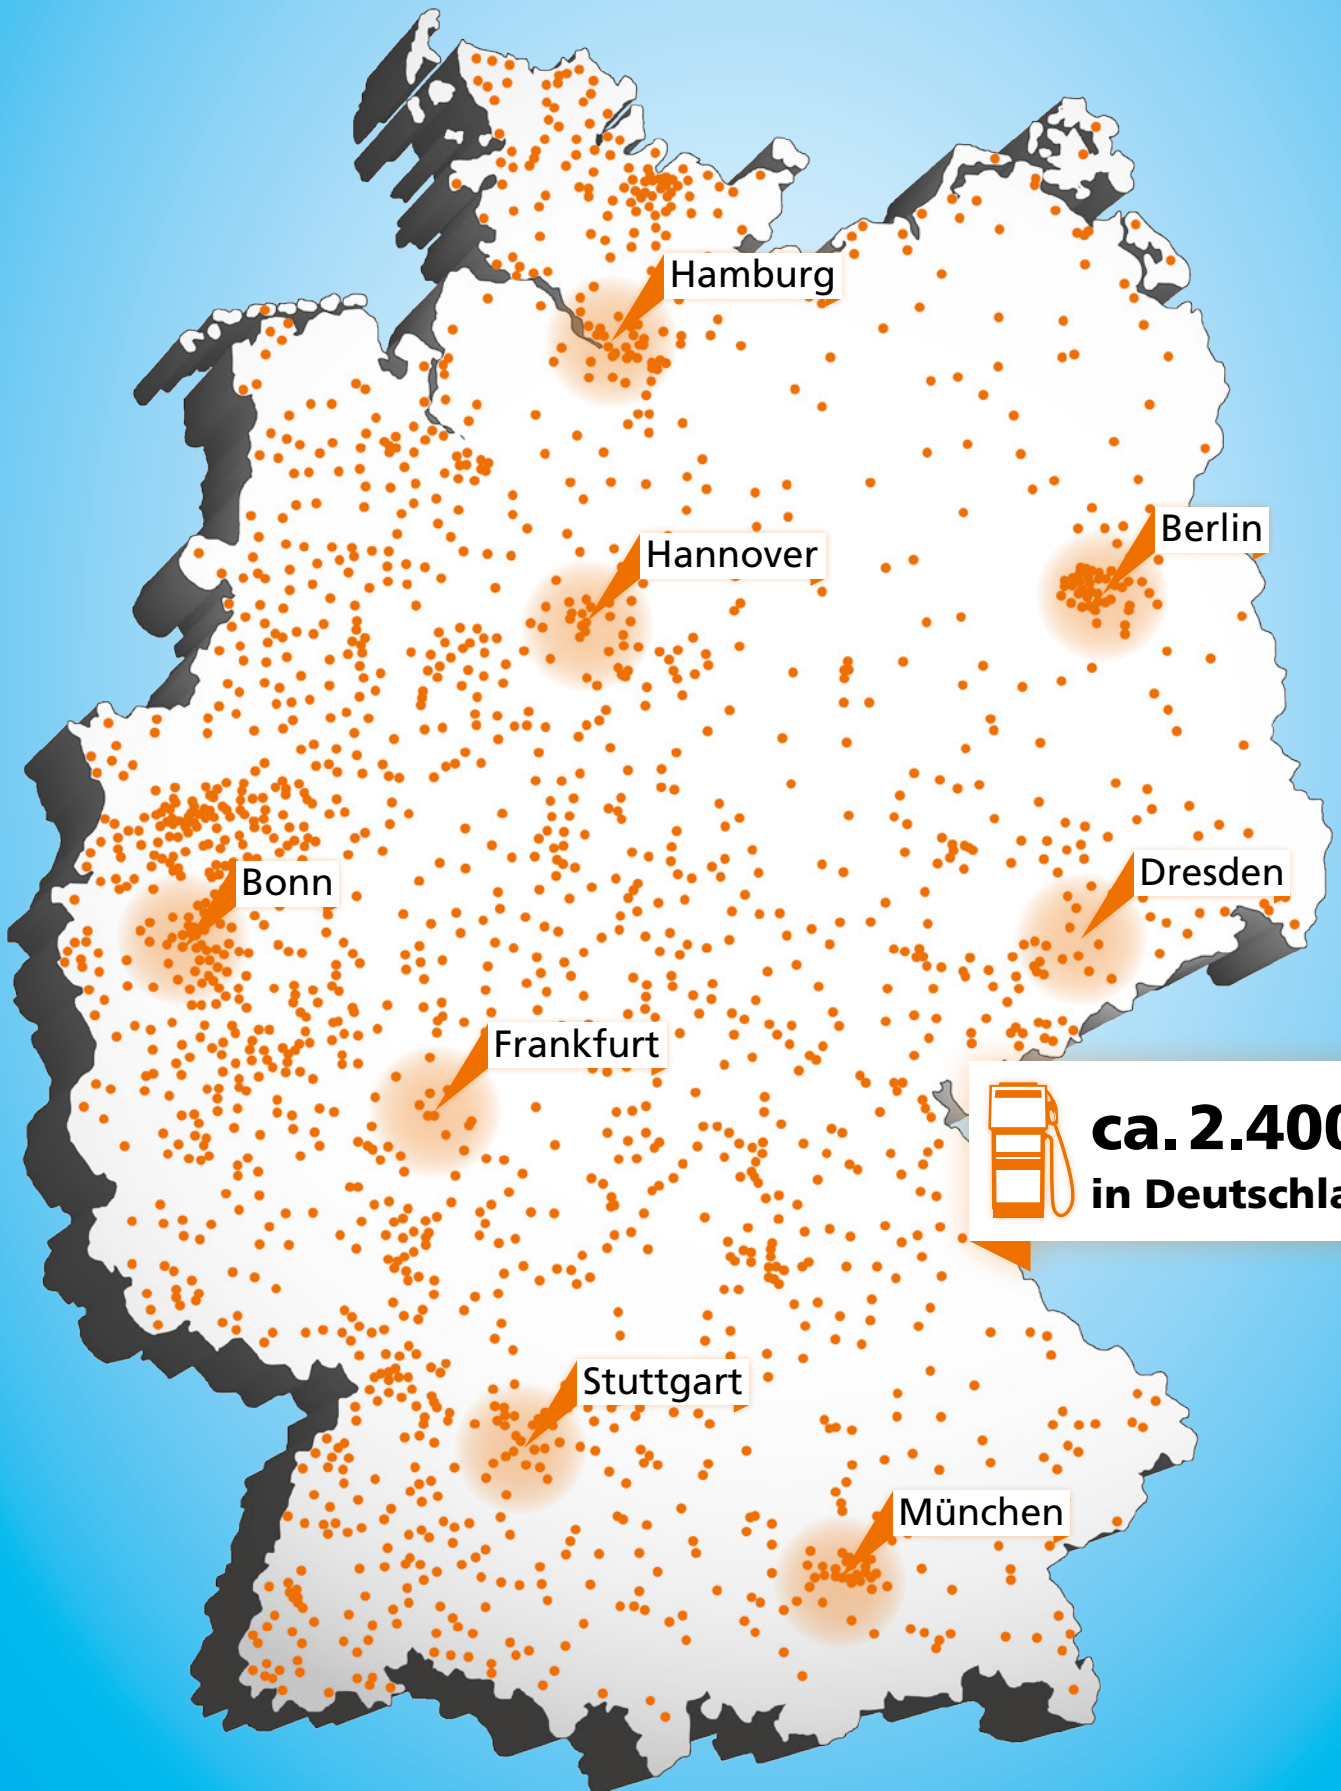 Hamburg
Hannover
Berlin
Bonn
Dresden
Frankfurt
ca. 2.400
in Deutschla
Stuttgart
München